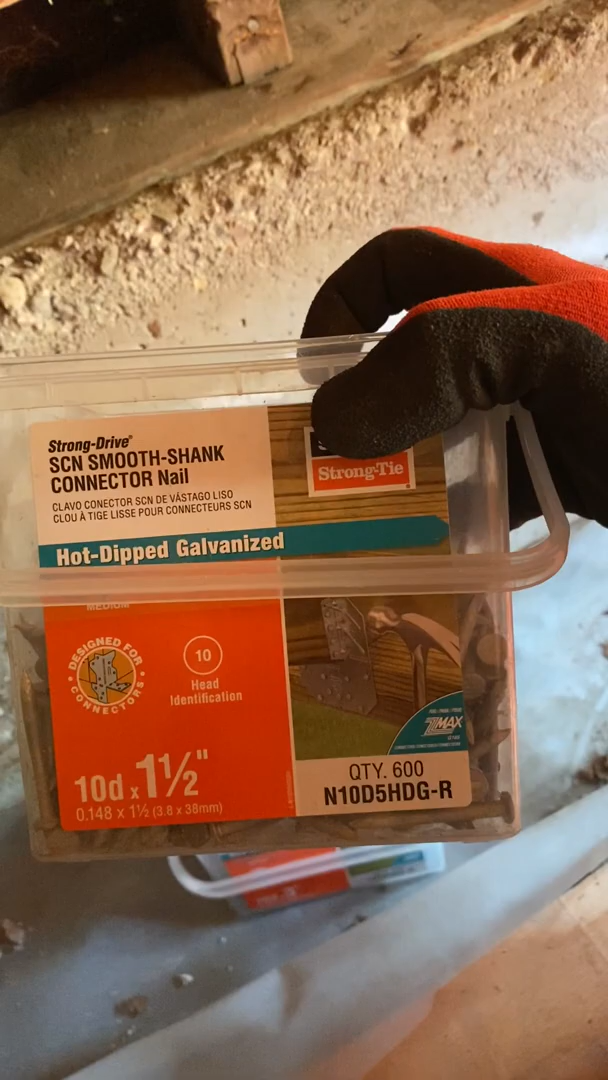 Strong-Drive®
SCN SMOOTH-SHANK
CONNECTOR Nail
CLAVO CONECTOR SCN DE VÁSTAGO LISO
CLOU À TIGE LISSE POUR CONNECTEURS SCN
Strong-Tie
Hot-Dipped Galvanized
MEDIUM
DESIGNED FOR
CONNECTORS
10
Head
Identification
ZMAX
10d x 1½"
0.148 x 1½ (3.8 x 38mm)
QTY. 600
N10D5HDG-R